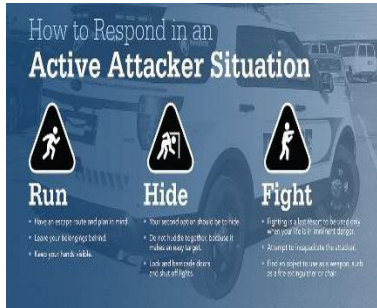 How to Respond in an
Active Attacker Situation
Run
• Have an escape route and plan in mind.
• Leave your belongings behind.
• Keep your hands visible.
Hide
• Your second option should be to hide.
• Do not huddle together, because it
makes an easy target.
• Lock and barricade doors
and shut off lights.
Fight
• Fighting is a last resort to be used only
when your life is in imminent danger.
• Attempt to incapacitate the attacker.
• Find an object to use as a weapon, such
as a fire extinguisher or chair.